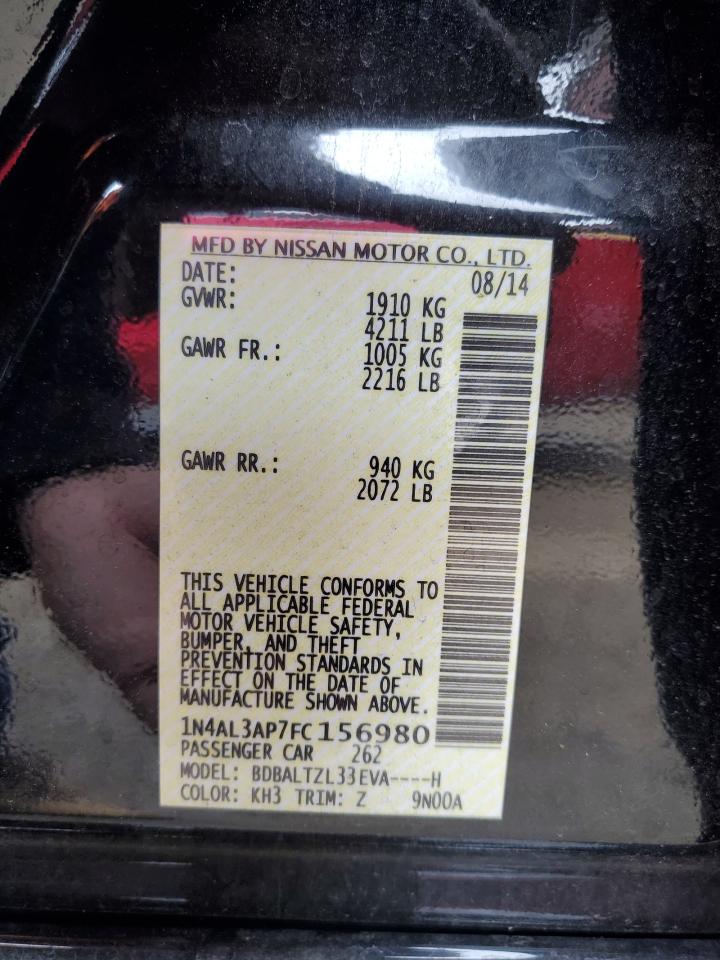 MFD BY NISSAN MOTOR CO., LTD.
DATE: 08/14
GVWR: 1910 KG
4211 LB
GAWR FR.: 1005 KG
2216 LB
GAWR RR.: 940 KG
2072 LB
THIS VEHICLE CONFORMS TO
ALL APPLICABLE FEDERAL
MOTOR VEHICLE SAFETY,
BUMPER, AND THEFT
PREVENTION STANDARDS IN
EFFECT ON THE DATE OF
MANUFACTURE SHOWN ABOVE.
1N4AL3AP7FC156980
PASSENGER CAR 262
MODEL: BDBALTZL33EVA----H
COLOR: KH3 TRIM: Z 9N00A